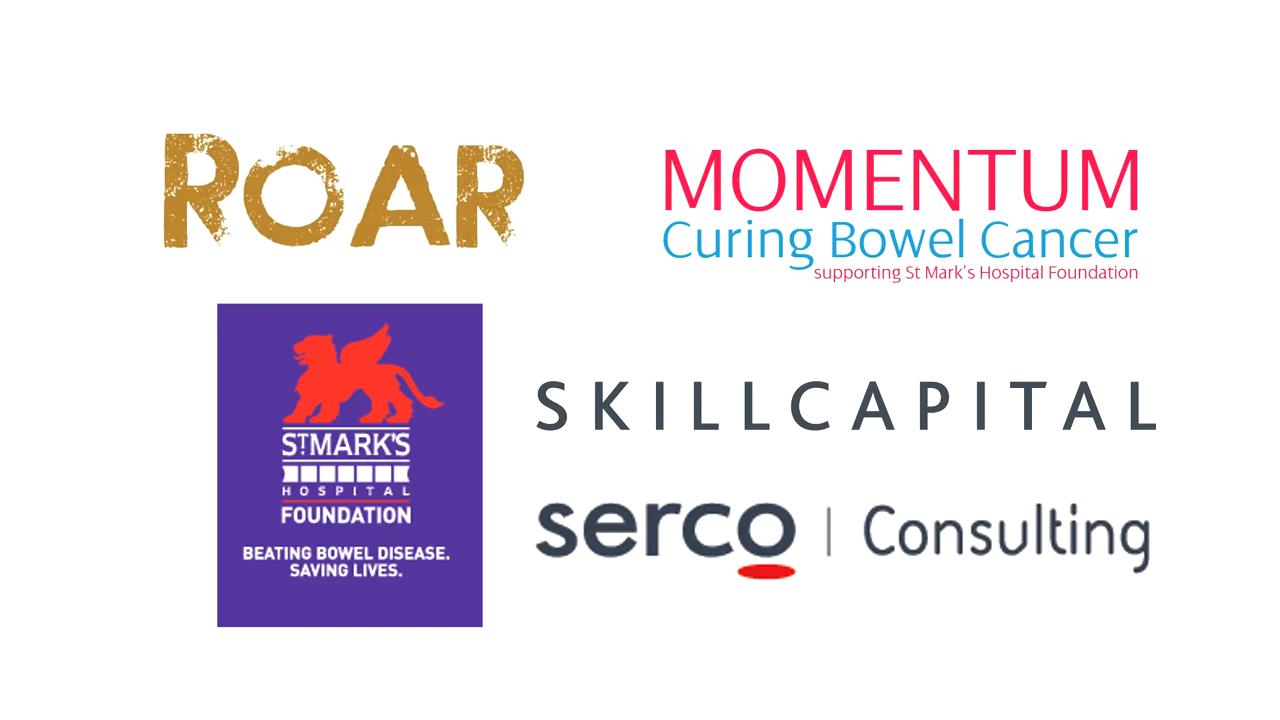 ROAR
MOMENTUM
Curing Bowel Cancer
supporting St Mark's Hospital Foundation
ST MARK'S
HOSPITAL
FOUNDATION
BEATING BOWEL DISEASE.
SAVING LIVES.
SKILLCAPITAL
serco | Consulting